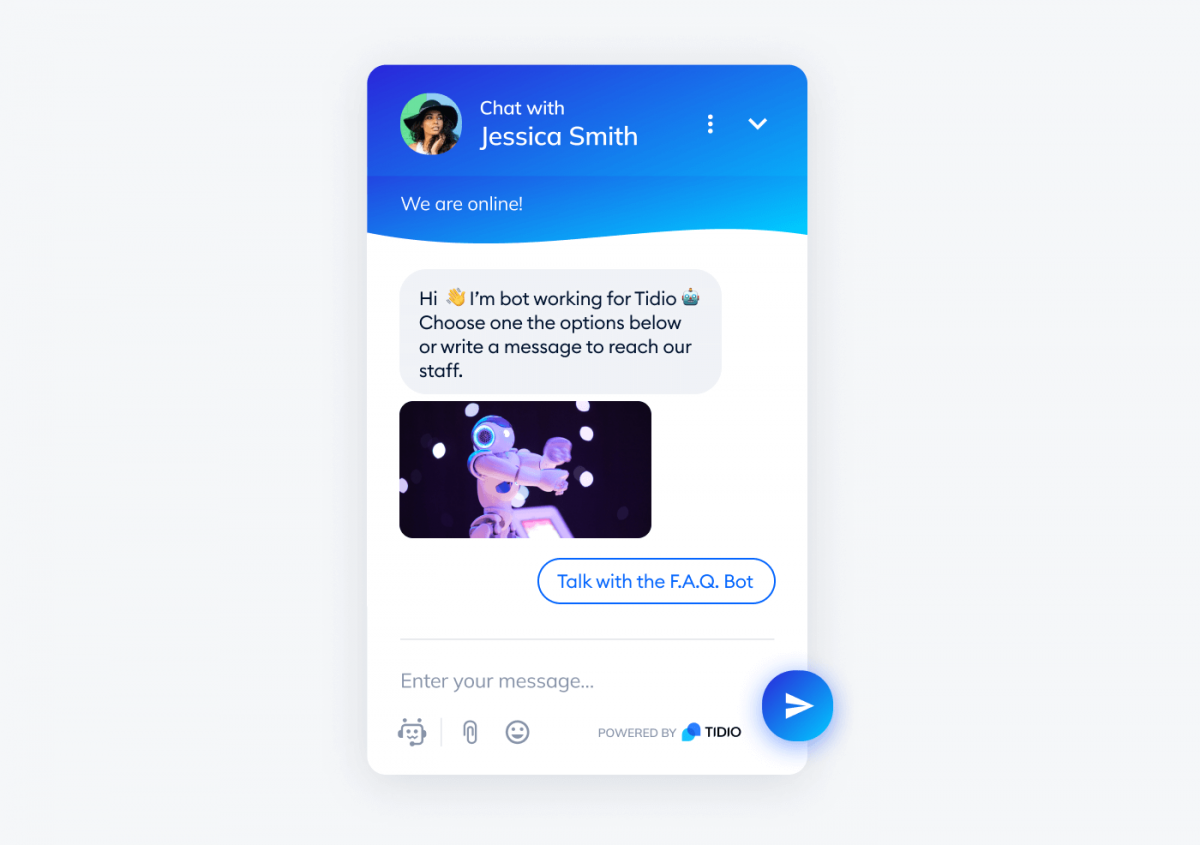 Chat with
Jessica Smith
We are online!
Hi 👋 I'm bot working for Tidio 🤖
Choose one the options below
or write a message to reach our
staff.
Talk with the F.A.Q. Bot
Enter your message...
POWERED BY TIDIO